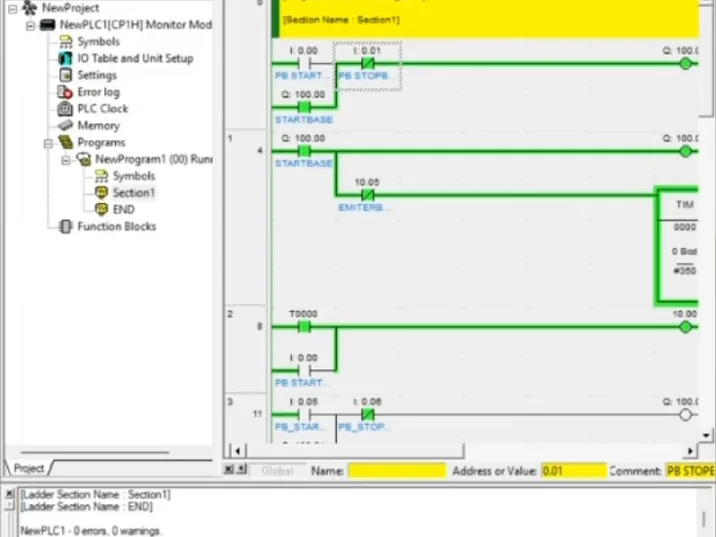 NewProject
NewPLC1[CP1H] Monitor Mod
Symbols
IO Table and Unit Setup
Settings
Error log
PLC Clock
Memory
Programs
NewProgram1 (00) Runn
Symbols
Section1
END
Function Blocks
Project
0
[Section Name : Section1]
I: 0.00
I: 0.01
Q: 100.0
PB START...
PB STOPB...
Q: 100.00
STARTBASE
1
4
Q: 100.00
Q: 100.0
STARTBASE
10.05
EMITERB...
TIM
0000
0 Bad
#350
2
8
T0000
10.00
I: 0.00
PB START...
3
11
I: 0.05
I: 0.06
Q: 100.0
PB_STAR...
PB_STOP...
Global
Name:
Address or Value:
0.01
Comment:
PB STOPE
[Ladder Section Name : Section1]
[Ladder Section Name : END]
NewPLC1 - 0 errors, 0 warnings.